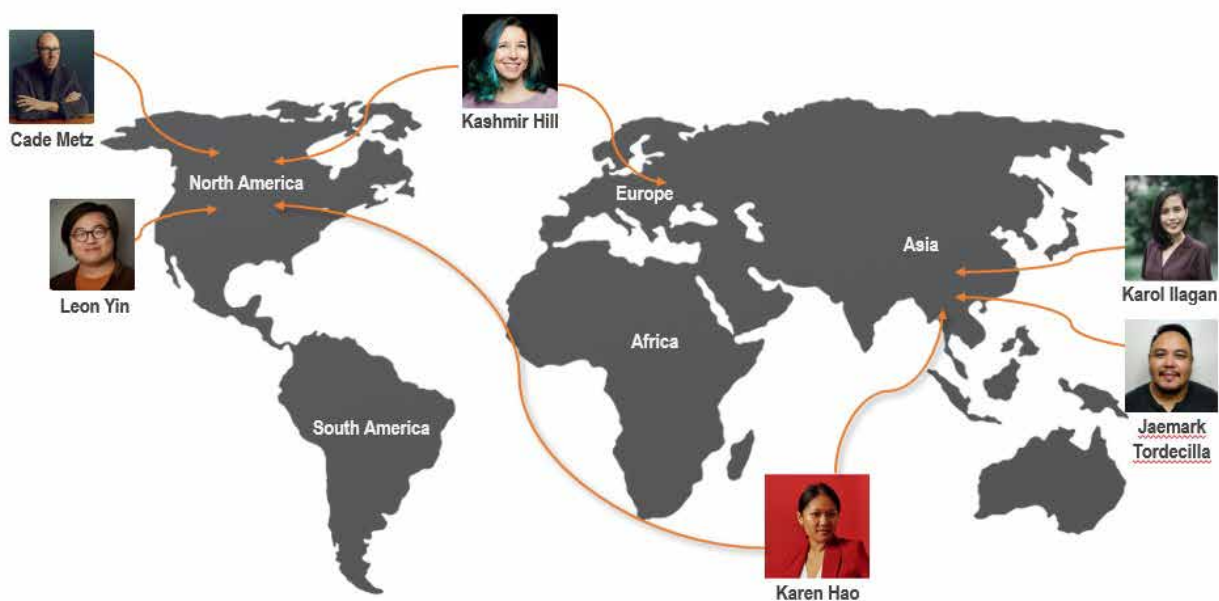 Cade Metz
Kashmir Hill
North America
Europe
Leon Yin
Asia
Karol Ilagan
Africa
South America
Jaemark
Tordecilla
Karen Hao